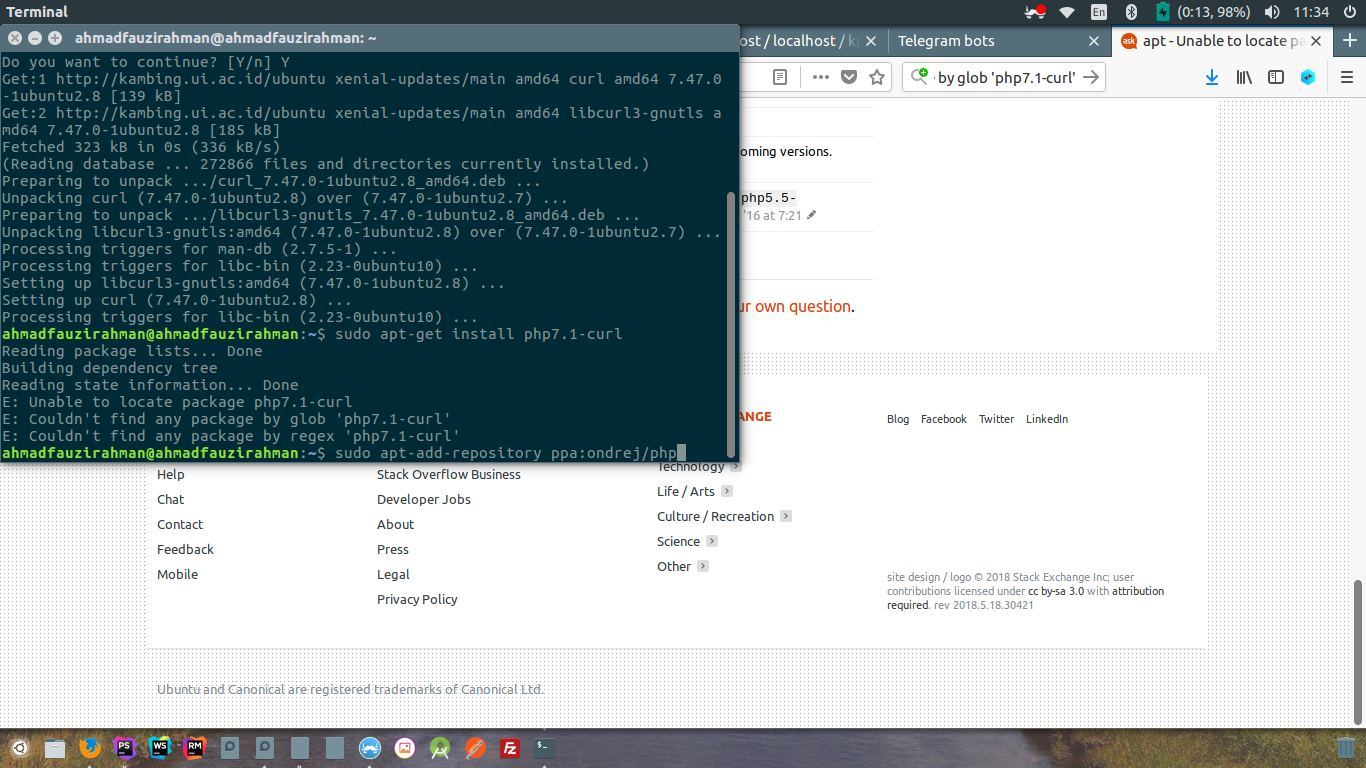 Terminal
En
(0:13, 98%)
11:34
ahmadfauzirahman@ahmadfauzirahman: ~
ost / localhost / k
Telegram bots
ask
apt - Unable to locate pa
by glob 'php7.1-curl'
Do you want to continue? [Y/n] Y
Get:1 http://kambing.ui.ac.id/ubuntu xenial-updates/main amd64 curl amd64 7.47.0
-1ubuntu2.8 [139 kB]
Get:2 http://kambing.ui.ac.id/ubuntu xenial-updates/main amd64 libcurl3-gnutls a
md64 7.47.0-1ubuntu2.8 [185 kB]
Fetched 323 kB in 0s (336 kB/s)
(Reading database ... 272866 files and directories currently installed.)
Preparing to unpack .../curl_7.47.0-1ubuntu2.8_amd64.deb ...
Unpacking curl (7.47.0-1ubuntu2.8) over (7.47.0-1ubuntu2.7) ...
Preparing to unpack .../libcurl3-gnutls_7.47.0-1ubuntu2.8_amd64.deb ...
Unpacking libcurl3-gnutls:amd64 (7.47.0-1ubuntu2.8) over (7.47.0-1ubuntu2.7) ...
Processing triggers for man-db (2.7.5-1) ...
Processing triggers for libc-bin (2.23-0ubuntu10) ...
Setting up libcurl3-gnutls:amd64 (7.47.0-1ubuntu2.8) ...
Setting up curl (7.47.0-1ubuntu2.8) ...
Processing triggers for libc-bin (2.23-0ubuntu10) ...
ahmadfauzirahman@ahmadfauzirahman:~$ sudo apt-get install php7.1-curl
Reading package lists... Done
Building dependency tree
Reading state information... Done
E: Unable to locate package php7.1-curl
E: Couldn't find any package by glob 'php7.1-curl'
E: Couldn't find any package by regex 'php7.1-curl'
ahmadfauzirahman@ahmadfauzirahman:~$ sudo apt-add-repository ppa:ondrej/php
oming versions.
php5.5-
'16 at 7:21
ur own question.
ANGE
Blog
Facebook
Twitter
LinkedIn
Help
Chat
Contact
Feedback
Mobile
Stack Overflow Business
Developer Jobs
About
Press
Legal
Privacy Policy
Technology
Life / Arts
Culture / Recreation
Science
Other
site design / logo © 2018 Stack Exchange Inc; user
contributions licensed under cc by-sa 3.0 with attribution
required. rev 2018.5.18.30421
Ubuntu and Canonical are registered trademarks of Canonical Ltd.
PS
WS
RM
Fz